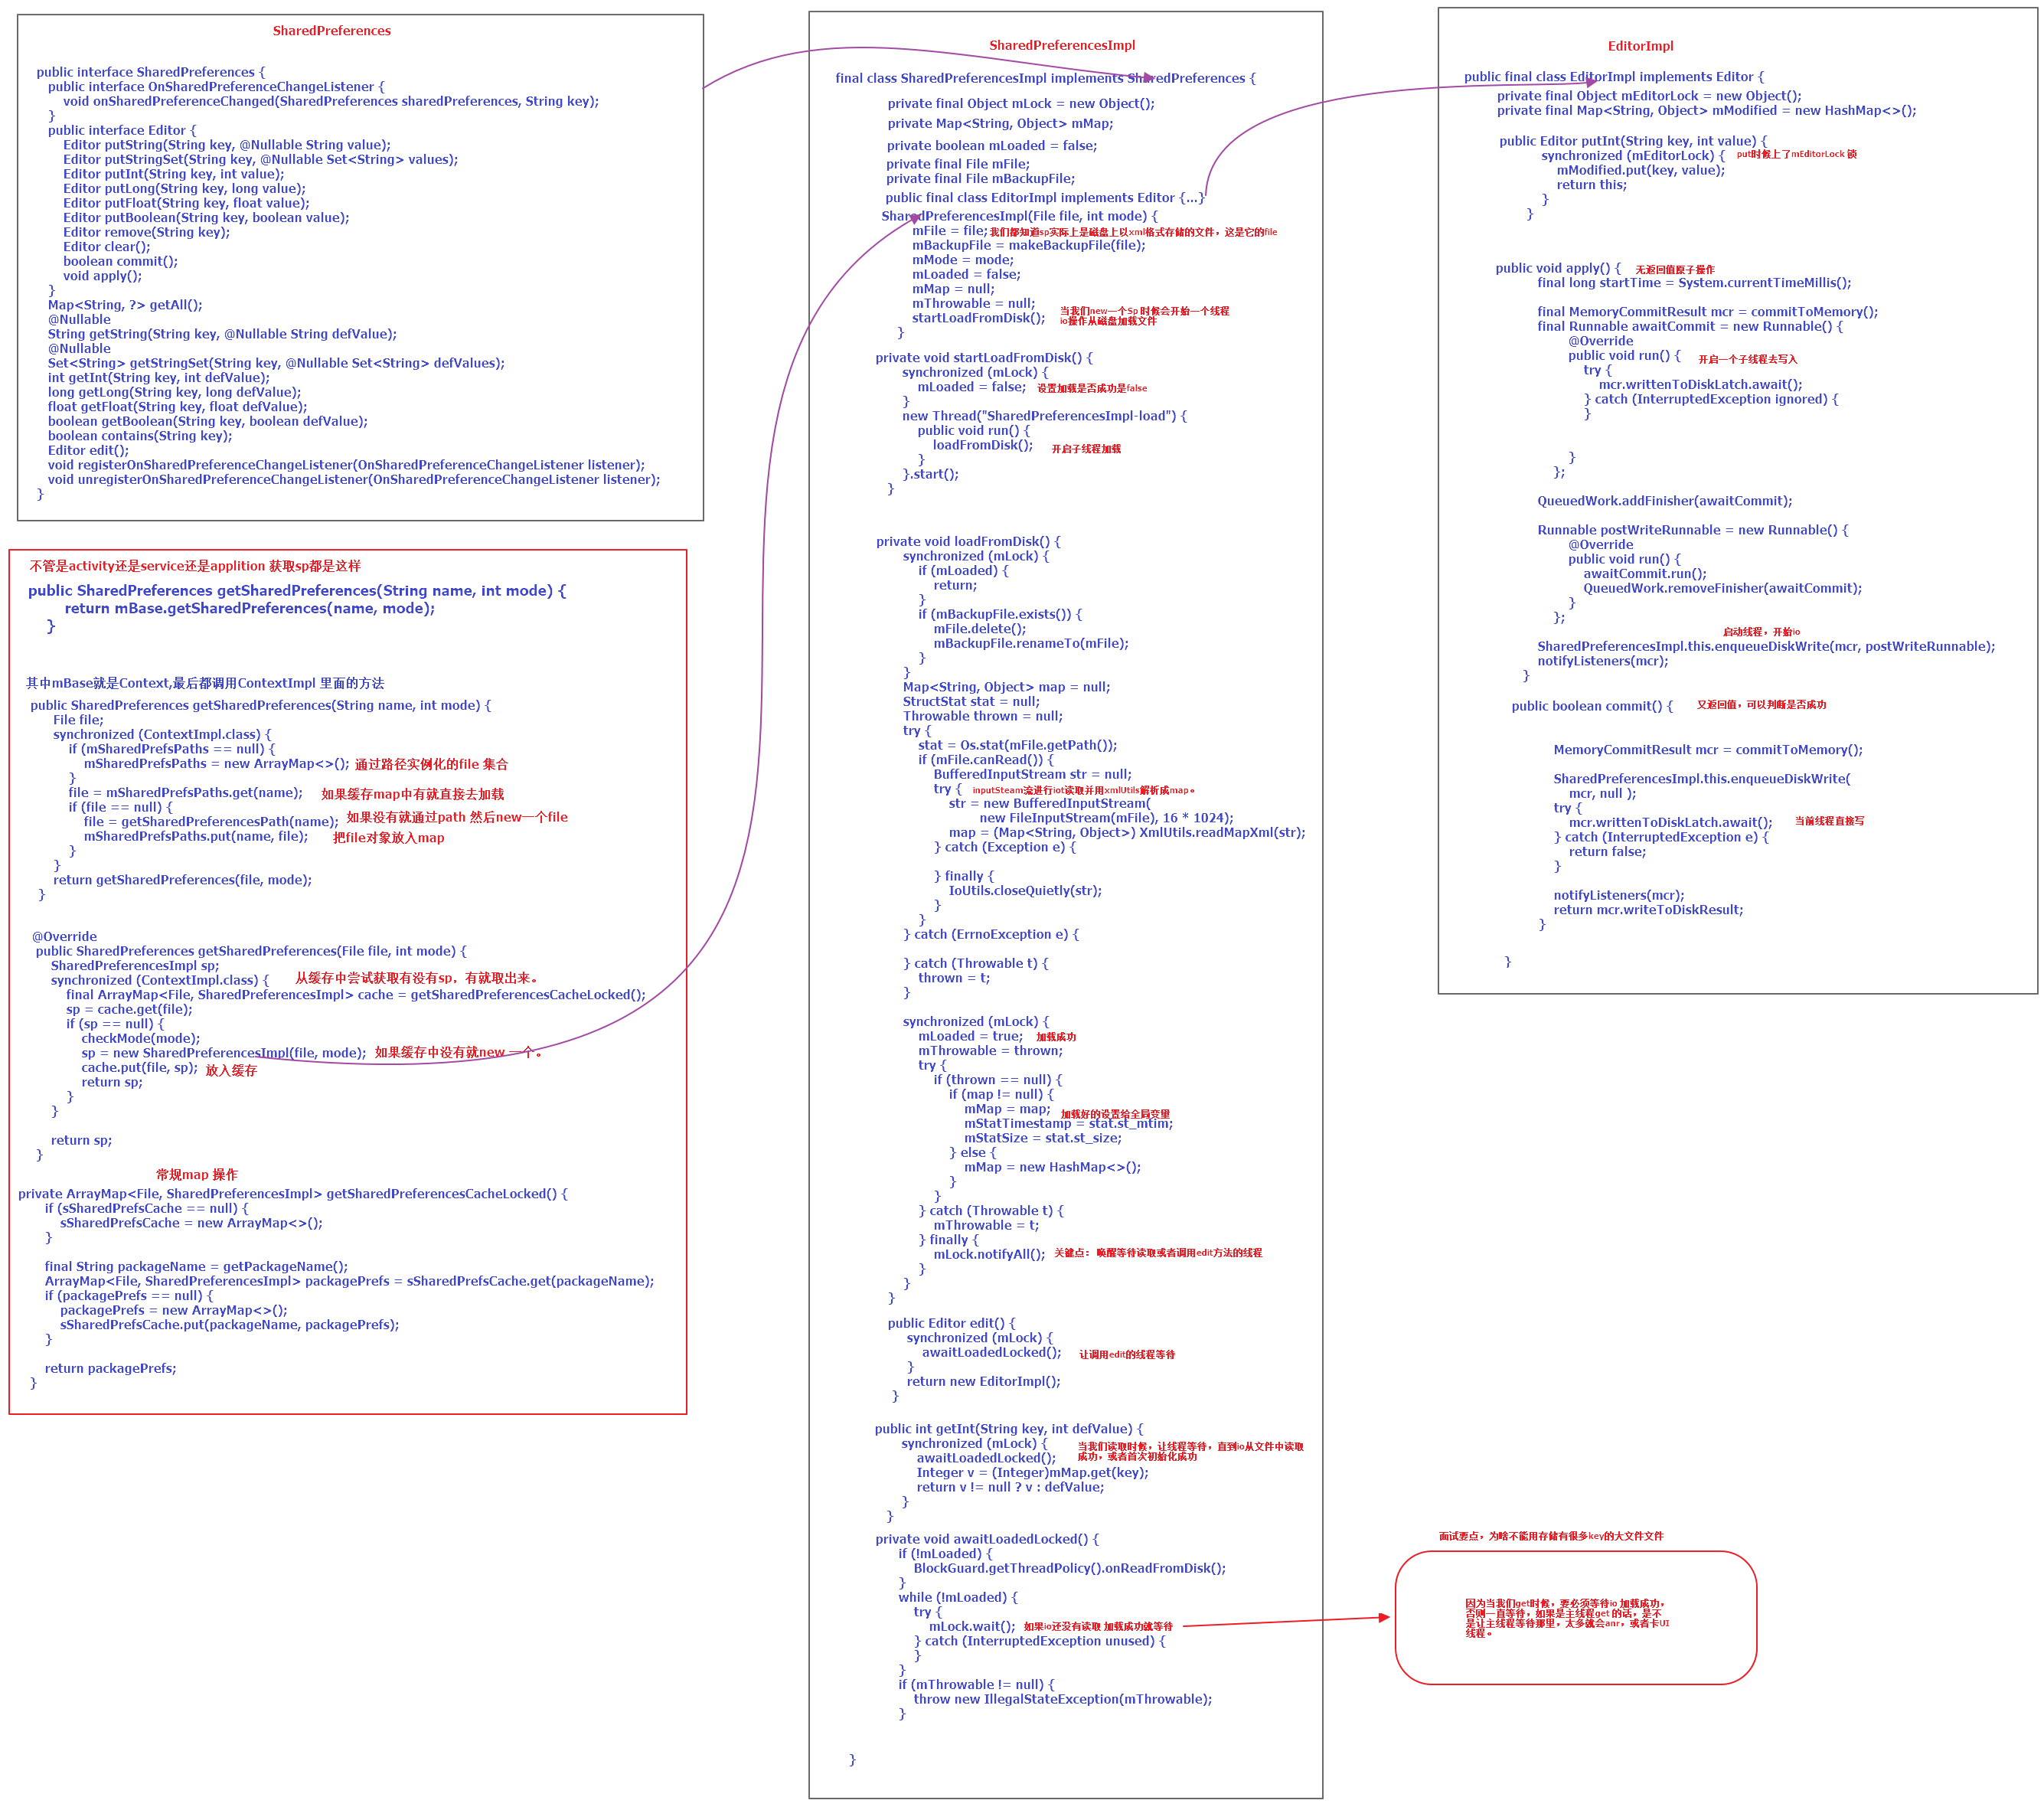 SharedPreferences
public interface SharedPreferences {
public interface OnSharedPreferenceChangeListener {
void onSharedPreferenceChanged(SharedPreferences sharedPreferences, String key);
}
public interface Editor {
Editor putString(String key, @Nullable String value);
Editor putStringSet(String key, @Nullable Set<String> values);
Editor putInt(String key, int value);
Editor putLong(String key, long value);
Editor putFloat(String key, float value);
Editor putBoolean(String key, boolean value);
Editor remove(String key);
Editor clear();
boolean commit();
void apply();
}
Map<String, ?> getAll();
@Nullable
String getString(String key, @Nullable String defValue);
@Nullable
Set<String> getStringSet(String key, @Nullable Set<String> defValues);
int getInt(String key, int defValue);
long getLong(String key, long defValue);
float getFloat(String key, float defValue);
boolean getBoolean(String key, boolean defValue);
boolean contains(String key);
Editor edit();
void registerOnSharedPreferenceChangeListener(OnSharedPreferenceChangeListener listener);
void unregisterOnSharedPreferenceChangeListener(OnSharedPreferenceChangeListener listener);
}
不管是activity还是service还是applition 获取sp都是这样
public SharedPreferences getSharedPreferences(String name, int mode) {
return mBase.getSharedPreferences(name, mode);
}
其中mBase就是Context,最后都调用ContextImpl 里面的方法
public SharedPreferences getSharedPreferences(String name, int mode) {
File file;
synchronized (ContextImpl.class) {
if (mSharedPrefsPaths == null) {
mSharedPrefsPaths = new ArrayMap<>(); 通过路径实例化的file 集合
}
file = mSharedPrefsPaths.get(name); 如果缓存map中有就直接去加载
if (file == null) {
file = getSharedPreferencesPath(name); 如果没有就通过path 然后new一个file
mSharedPrefsPaths.put(name, file); 把file对象放入map
}
}
return getSharedPreferences(file, mode);
}
@Override
public SharedPreferences getSharedPreferences(File file, int mode) {
SharedPreferencesImpl sp;
synchronized (ContextImpl.class) { 从缓存中尝试获取有没有sp，有就取出来。
final ArrayMap<File, SharedPreferencesImpl> cache = getSharedPreferencesCacheLocked();
sp = cache.get(file);
if (sp == null) {
checkMode(mode);
sp = new SharedPreferencesImpl(file, mode); 如果缓存中没有就new 一个。
cache.put(file, sp); 放入缓存
return sp;
}
}
return sp;
}
常规map 操作
private ArrayMap<File, SharedPreferencesImpl> getSharedPreferencesCacheLocked() {
if (sSharedPrefsCache == null) {
sSharedPrefsCache = new ArrayMap<>();
}
final String packageName = getPackageName();
ArrayMap<File, SharedPreferencesImpl> packagePrefs = sSharedPrefsCache.get(packageName);
if (packagePrefs == null) {
packagePrefs = new ArrayMap<>();
sSharedPrefsCache.put(packageName, packagePrefs);
}
return packagePrefs;
}
SharedPreferencesImpl
final class SharedPreferencesImpl implements SharedPreferences {
private final Object mLock = new Object();
private Map<String, Object> mMap;
private boolean mLoaded = false;
private final File mFile;
private final File mBackupFile;
public final class EditorImpl implements Editor {...}
SharedPreferencesImpl(File file, int mode) {
mFile = file; 我们都知道sp实际上是磁盘上以xml格式存储的文件，这是它的file
mBackupFile = makeBackupFile(file);
mMode = mode;
mLoaded = false;
mMap = null;
mThrowable = null;
startLoadFromDisk(); 当我们new一个Sp 时候会开始一个线程
io操作从磁盘加载文件
}
private void startLoadFromDisk() {
synchronized (mLock) {
mLoaded = false; 设置加载是否成功是false
}
new Thread("SharedPreferencesImpl-load") {
public void run() {
loadFromDisk(); 开启子线程加载
}
}.start();
}
private void loadFromDisk() {
synchronized (mLock) {
if (mLoaded) {
return;
}
if (mBackupFile.exists()) {
mFile.delete();
mBackupFile.renameTo(mFile);
}
}
Map<String, Object> map = null;
StructStat stat = null;
Throwable thrown = null;
try {
stat = Os.stat(mFile.getPath());
if (mFile.canRead()) {
BufferedInputStream str = null;
try { inputSteam流进行iot读取并用xmlUtils解析成map。
str = new BufferedInputStream(
new FileInputStream(mFile), 16 * 1024);
map = (Map<String, Object>) XmlUtils.readMapXml(str);
} catch (Exception e) {
} finally {
IoUtils.closeQuietly(str);
}
}
} catch (ErrnoException e) {
} catch (Throwable t) {
thrown = t;
}
synchronized (mLock) {
mLoaded = true; 加载成功
mThrowable = thrown;
try {
if (thrown == null) {
if (map != null) {
mMap = map; 加载好的设置给全局变量
mStatTimestamp = stat.st_mtim;
mStatSize = stat.st_size;
} else {
mMap = new HashMap<>();
}
}
} catch (Throwable t) {
mThrowable = t;
} finally {
mLock.notifyAll(); 关键点： 唤醒等待读取或者调用edit方法的线程
}
}
}
public Editor edit() {
synchronized (mLock) {
awaitLoadedLocked(); 让调用edit的线程等待
}
return new EditorImpl();
}
public int getInt(String key, int defValue) {
synchronized (mLock) { 当我们读取时候，让线程等待，直到io从文件中读取
awaitLoadedLocked(); 成功，或者首次初始化成功
Integer v = (Integer)mMap.get(key);
return v != null ? v : defValue;
}
}
private void awaitLoadedLocked() {
if (!mLoaded) {
BlockGuard.getThreadPolicy().onReadFromDisk();
}
while (!mLoaded) {
try {
mLock.wait(); 如果io还没有读取 加载成功就等待
} catch (InterruptedException unused) {
}
}
if (mThrowable != null) {
throw new IllegalStateException(mThrowable);
}
}
EditorImpl
public final class EditorImpl implements Editor {
private final Object mEditorLock = new Object();
private final Map<String, Object> mModified = new HashMap<>();
public Editor putInt(String key, int value) {
synchronized (mEditorLock) { put时候上了mEditorLock 锁
mModified.put(key, value);
return this;
}
}
public void apply() { 无返回值原子操作
final long startTime = System.currentTimeMillis();
final MemoryCommitResult mcr = commitToMemory();
final Runnable awaitCommit = new Runnable() {
@Override
public void run() { 开启一个子线程去写入
try {
mcr.writtenToDiskLatch.await();
} catch (InterruptedException ignored) {
}
}
};
QueuedWork.addFinisher(awaitCommit);
Runnable postWriteRunnable = new Runnable() {
@Override
public void run() {
awaitCommit.run();
QueuedWork.removeFinisher(awaitCommit);
}
};
启动线程，开始io
SharedPreferencesImpl.this.enqueueDiskWrite(mcr, postWriteRunnable);
notifyListeners(mcr);
}
public boolean commit() { 又返回值，可以判断是否成功
MemoryCommitResult mcr = commitToMemory();
SharedPreferencesImpl.this.enqueueDiskWrite(
mcr, null );
try {
mcr.writtenToDiskLatch.await(); 当前线程直接写
} catch (InterruptedException e) {
return false;
}
notifyListeners(mcr);
return mcr.writeToDiskResult;
}
}
面试要点，为啥不能用存储有很多key的大文件文件
因为当我们get时候，要必须等待io 加载成功，
否则一直等待，如果是主线程get 的话，是不
是让主线程等待那里，太多就会anr，或者卡UI
线程。